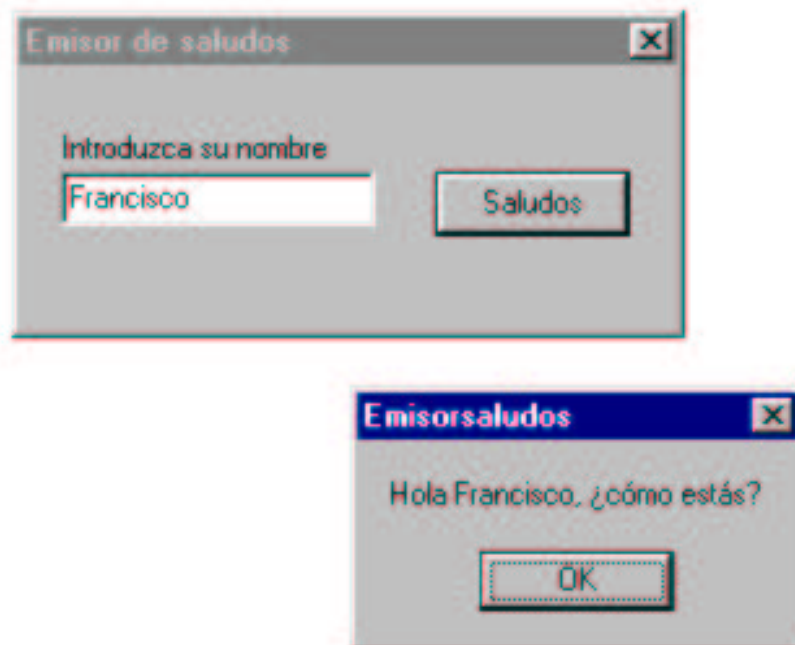 Emisor de saludos
Introduzca su nombre
Francisco
Saludos
Emisorsaludos
Hola Francisco, ¿cómo estás?
OK